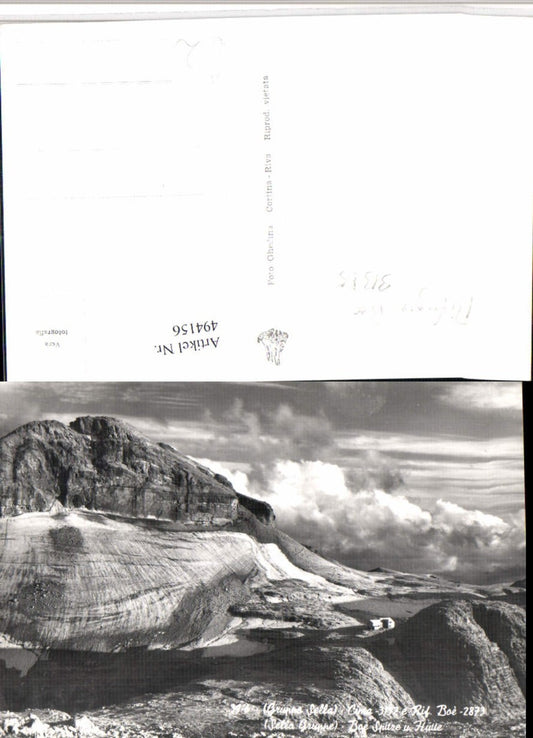 Foto Ghedina Cortina - Riva Riprod. vietata
Artikel Nr.
494156
Vera
fotografia
(Gruppo Sella) Cima 3152 e Rif. Boè - 2873
(Sella Gruppe) Boè Spitze u. Hütte